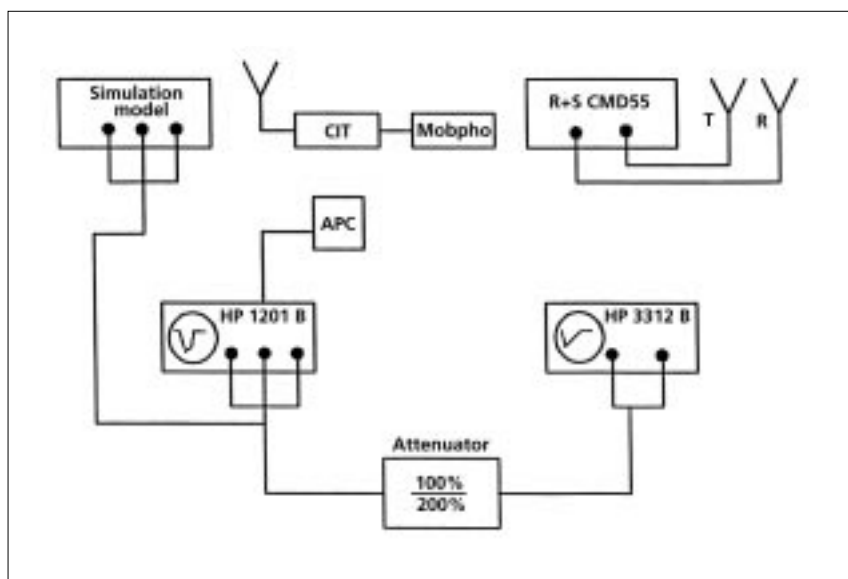 Simulation
model
CIT
Mobpho
R+S CMD55
T
R
APC
HP 1201 B
HP 3312 B
Attenuator
100%
200%